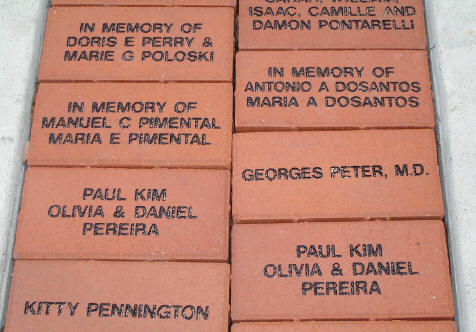 IN MEMORY OF
DORIS E PERRY &
MARIE G POLOSKI
IN MEMORY OF
MANUEL C PIMENTAL
MARIA E PIMENTAL
PAUL KIM
OLIVIA & DANIEL
PEREIRA
KITTY PENNINGTON
ISAAC, CAMILLE AND
DAMON PONTARELLI
IN MEMORY OF
ANTONIO A DOSANTOS
MARIA A DOSANTOS
GEORGES PETER, M.D.
PAUL KIM
OLIVIA & DANIEL
PEREIRA